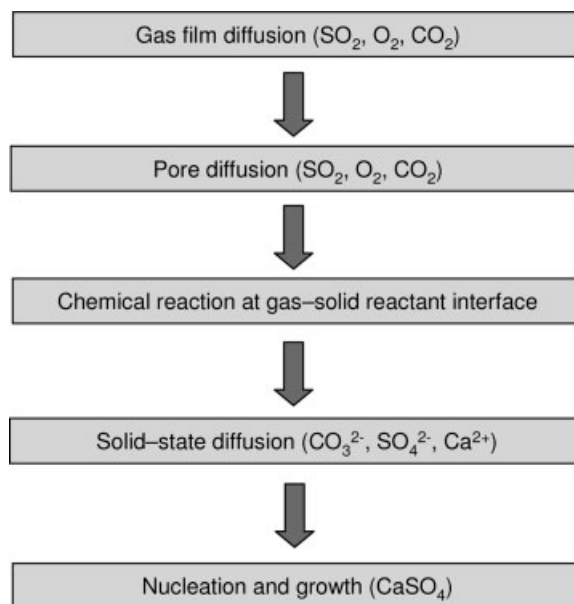 Gas film diffusion (SO₂, O₂, CO₂)
Pore diffusion (SO₂, O₂, CO₂)
Chemical reaction at gas–solid reactant interface
Solid–state diffusion (CO₃²⁻, SO₄²⁻, Ca²⁺)
Nucleation and growth (CaSO₄)